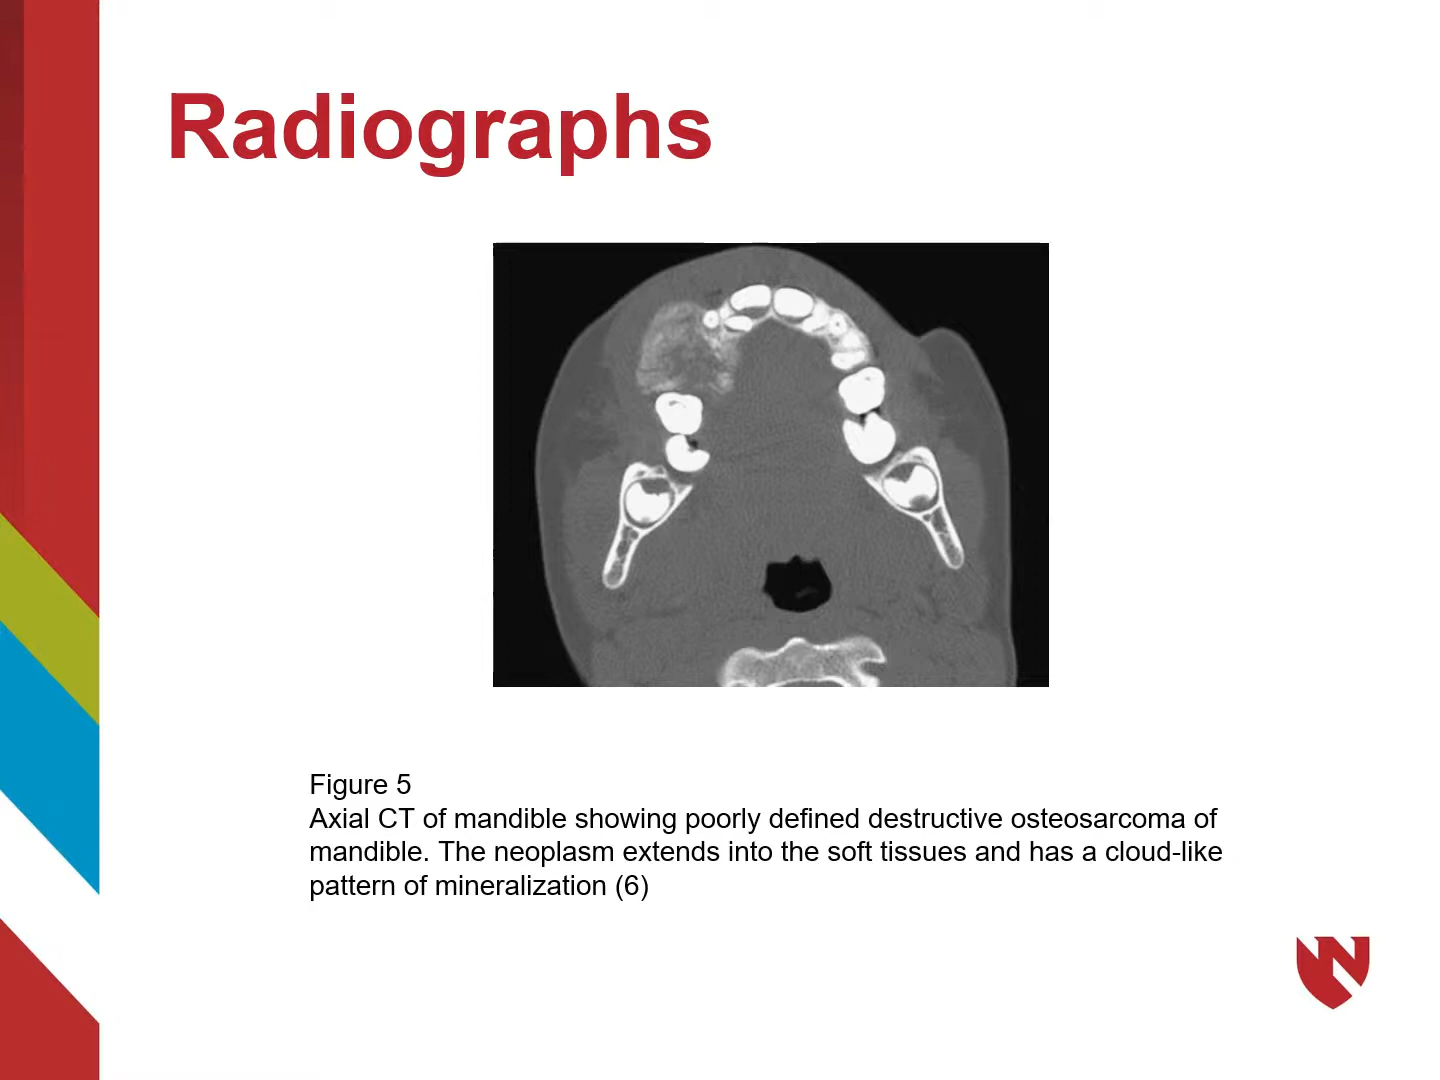 Radiographs
Figure 5
Axial CT of mandible showing poorly defined destructive osteosarcoma of
mandible. The neoplasm extends into the soft tissues and has a cloud-like
pattern of mineralization (6)
N